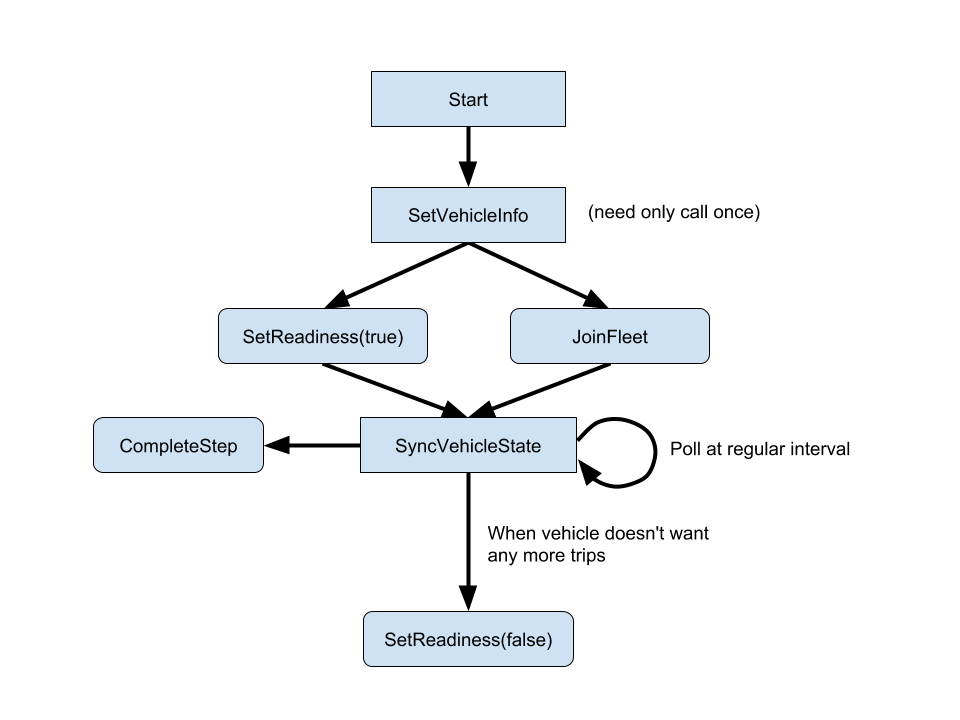 Start
SetVehicleInfo
(need only call once)
SetReadiness(true)
JoinFleet
CompleteStep
SyncVehicleState
Poll at regular interval
When vehicle doesn't want
any more trips
SetReadiness(false)